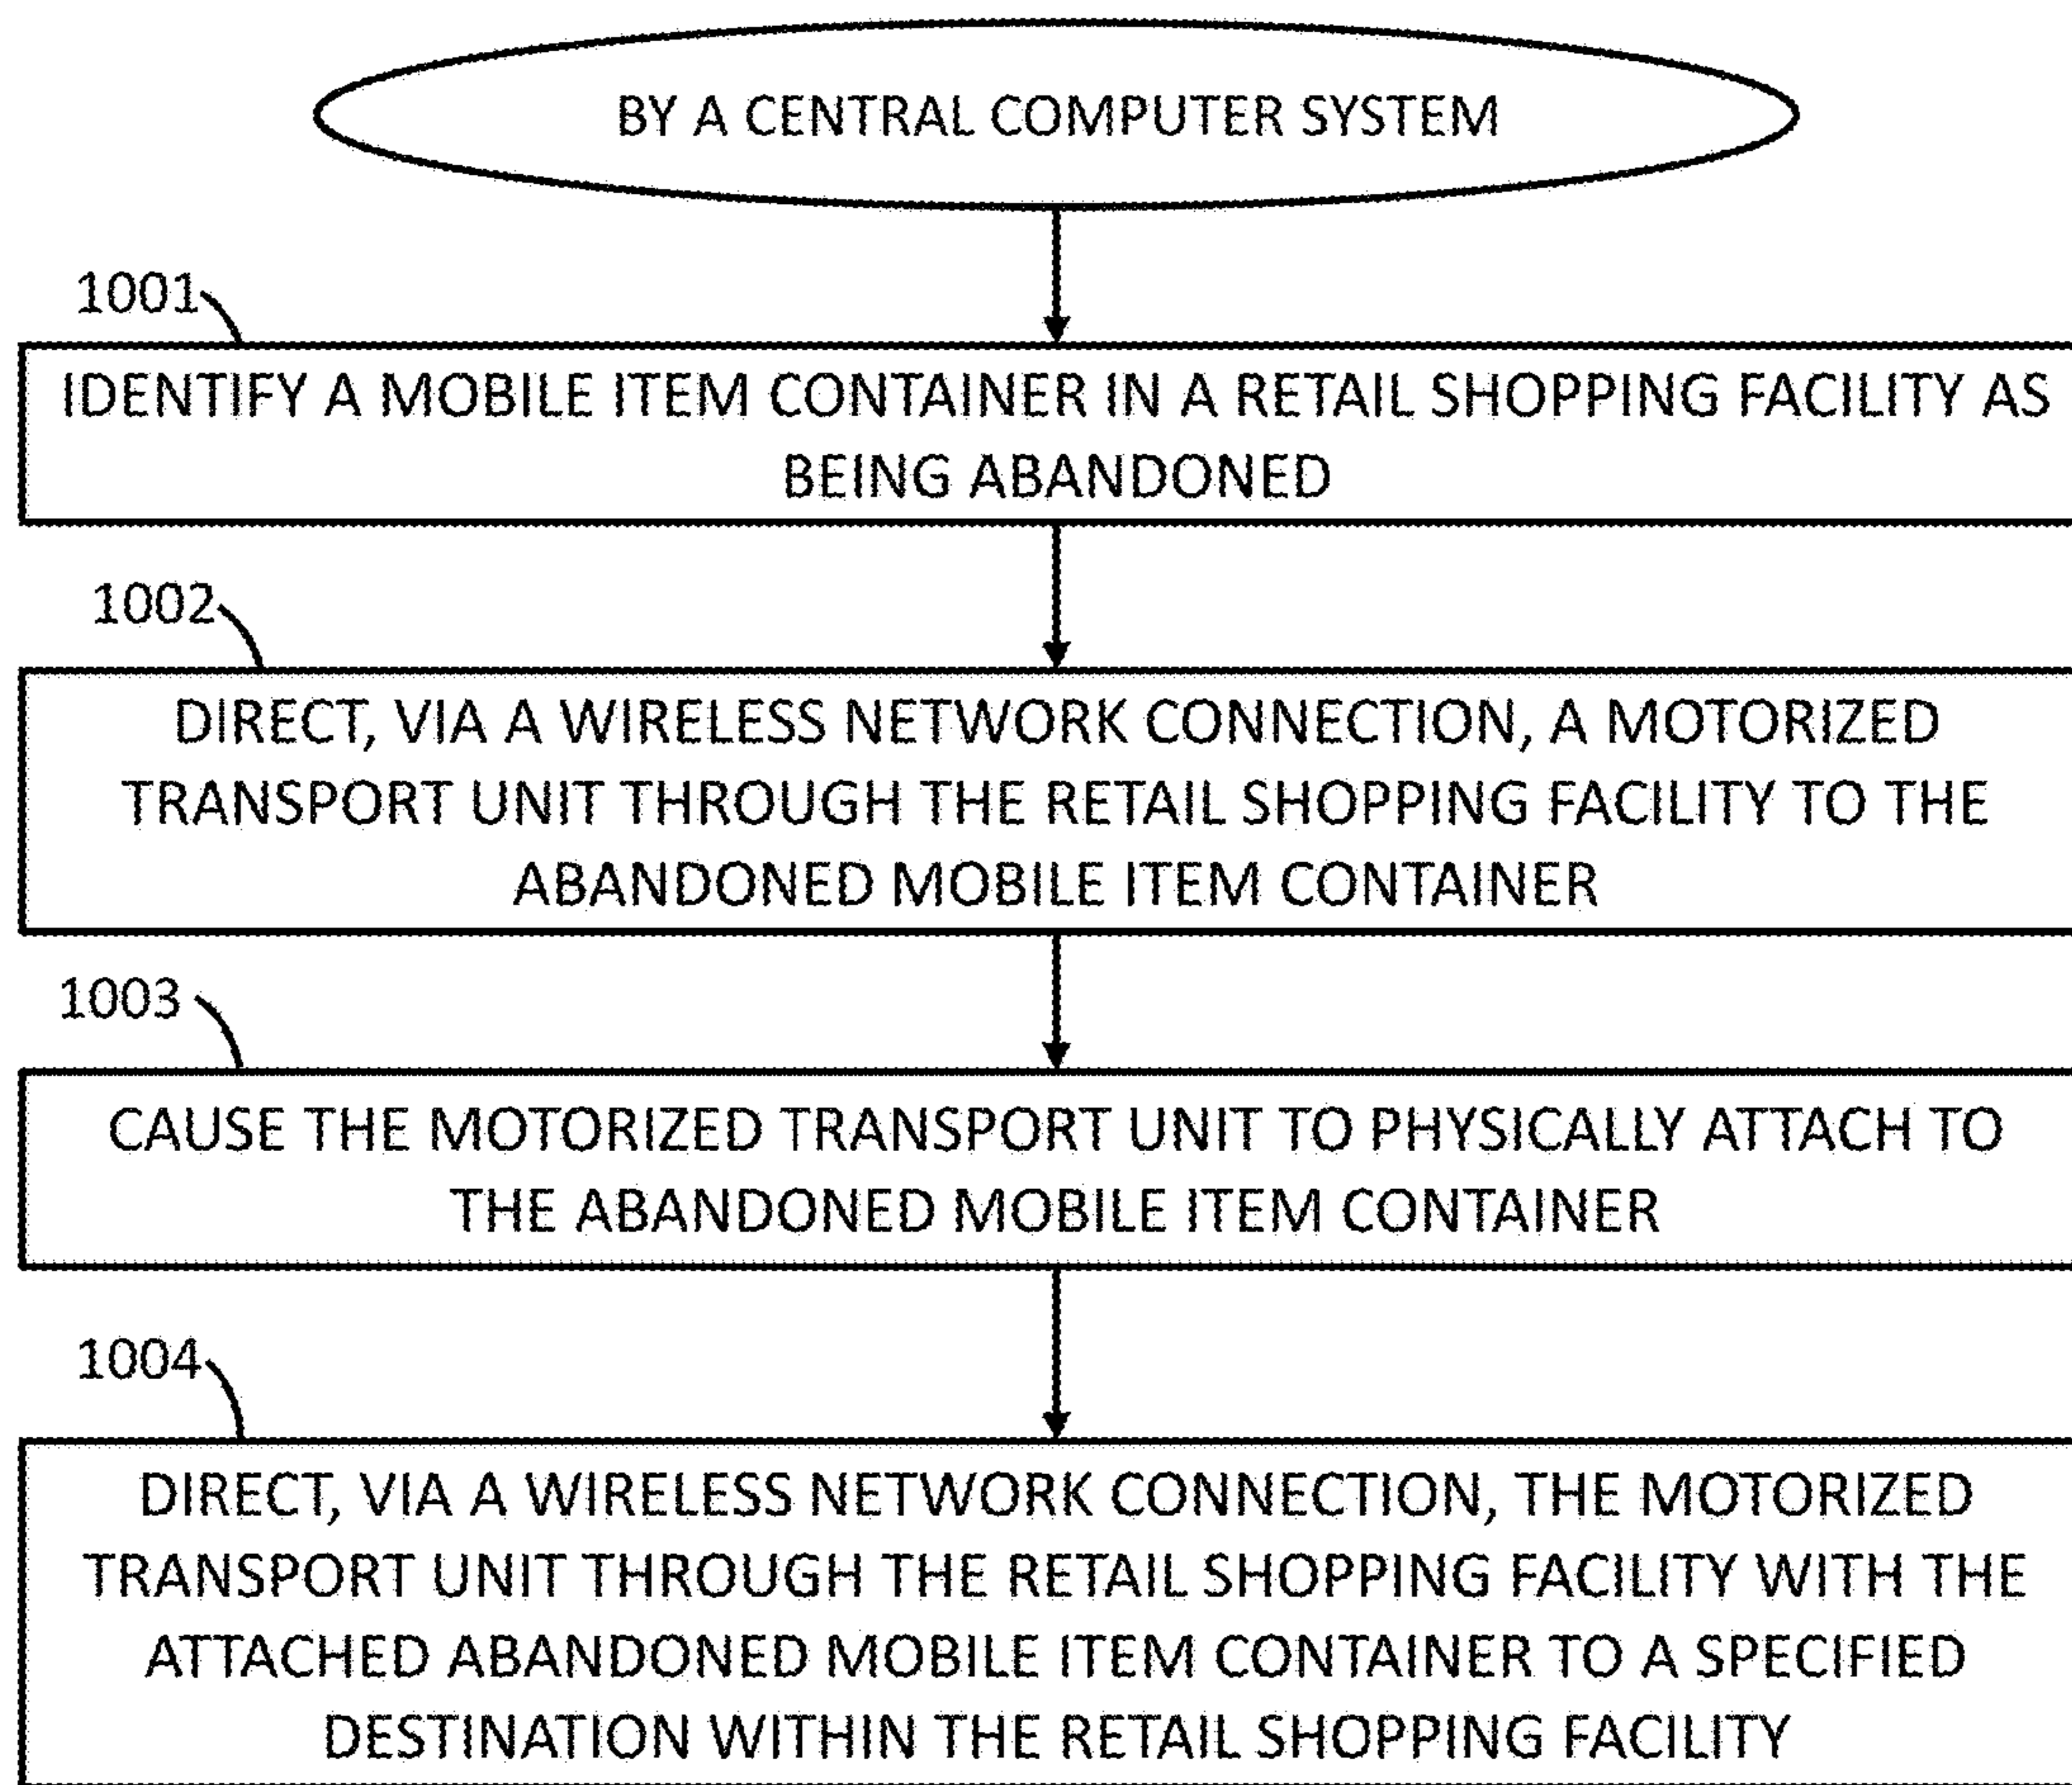 BY A CENTRAL COMPUTER SYSTEM
1001
IDENTIFY A MOBILE ITEM CONTAINER IN A RETAIL SHOPPING FACILITY AS
BEING ABANDONED
1002
DIRECT, VIA A WIRELESS NETWORK CONNECTION, A MOTORIZED
TRANSPORT UNIT THROUGH THE RETAIL SHOPPING FACILITY TO THE
ABANDONED MOBILE ITEM CONTAINER
1003
CAUSE THE MOTORIZED TRANSPORT UNIT TO PHYSICALLY ATTACH TO
THE ABANDONED MOBILE ITEM CONTAINER
1004
DIRECT, VIA A WIRELESS NETWORK CONNECTION, THE MOTORIZED
TRANSPORT UNIT THROUGH THE RETAIL SHOPPING FACILITY WITH THE
ATTACHED ABANDONED MOBILE ITEM CONTAINER TO A SPECIFIED
DESTINATION WITHIN THE RETAIL SHOPPING FACILITY